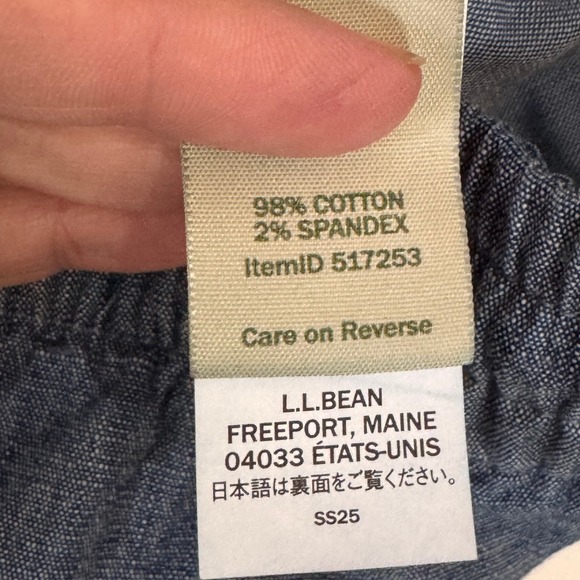 98% COTTON
2% SPANDEX
ItemID 517253
Care on Reverse
L.L.BEAN
FREEPORT, MAINE
04033 ÉTATS-UNIS
日本語は裏面をご覧ください。
SS25